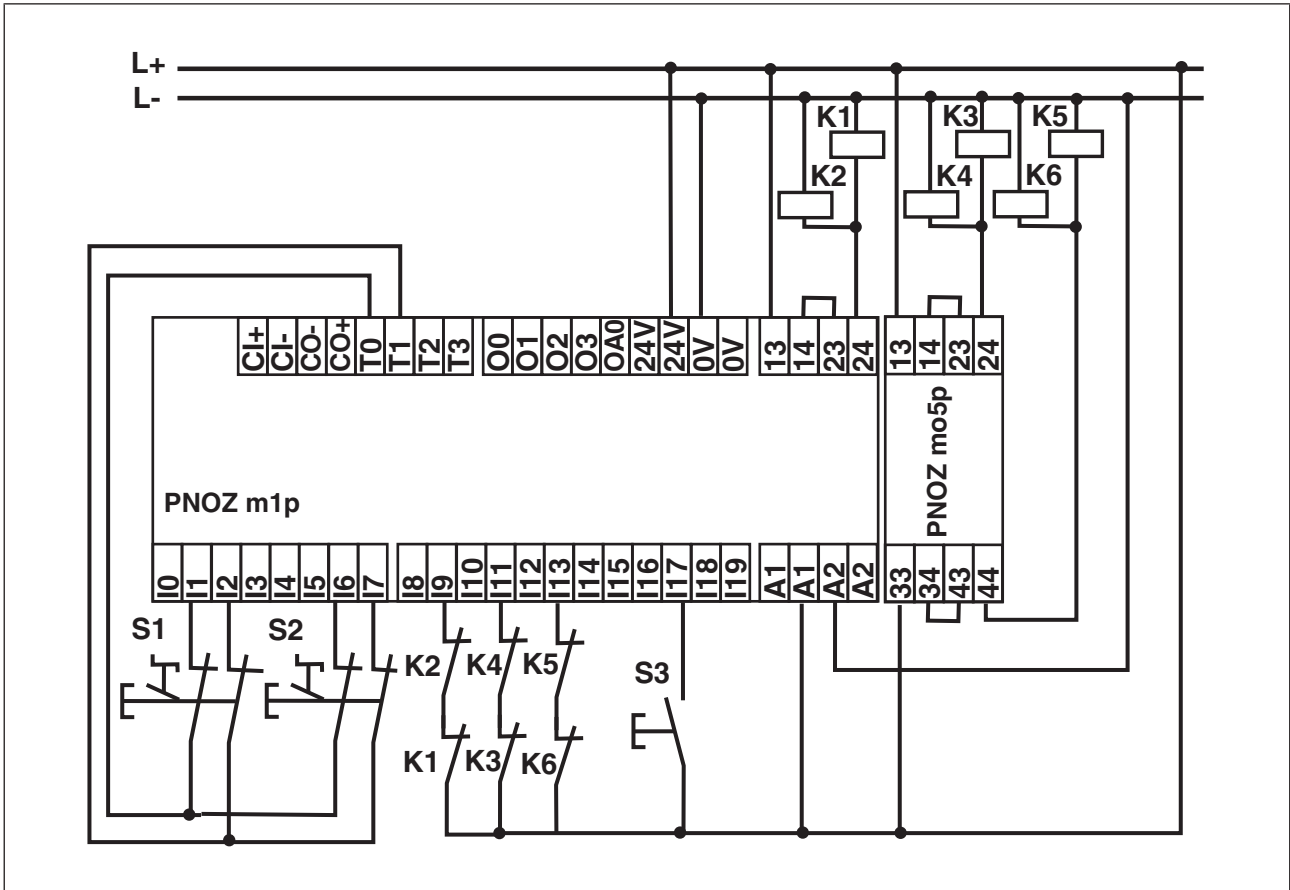 L+
L-
K1
K3
K5
K2
K4
K6
CI+ CI- CO- CO+ T0 T1 T2 T3 O0 O1 O2 O3 OA0 24V 24V 0V 0V 13 14 23 24 13 14 23 24
PNOZ mo5p
PNOZ m1p
I0 I1 I2 I3 I4 I5 I6 I7 I8 I9 I10 I11 I12 I13 I14 I15 I16 I17 I18 I19 A1 A1 A2 A2 33 34 43 44
S1
S2
K2
K4
K5
S3
K1
K3
K6